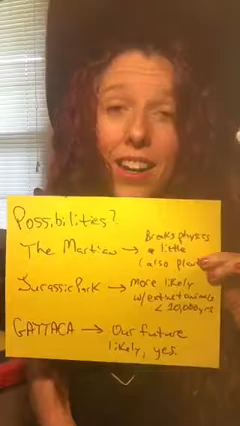 Possibilities?
The Martian → Breaks physics
a little
(also plants
Jurassic Park → More likely
w/extinct animals
< 10,000 yrs
GATTACA → Our future
likely, yes.